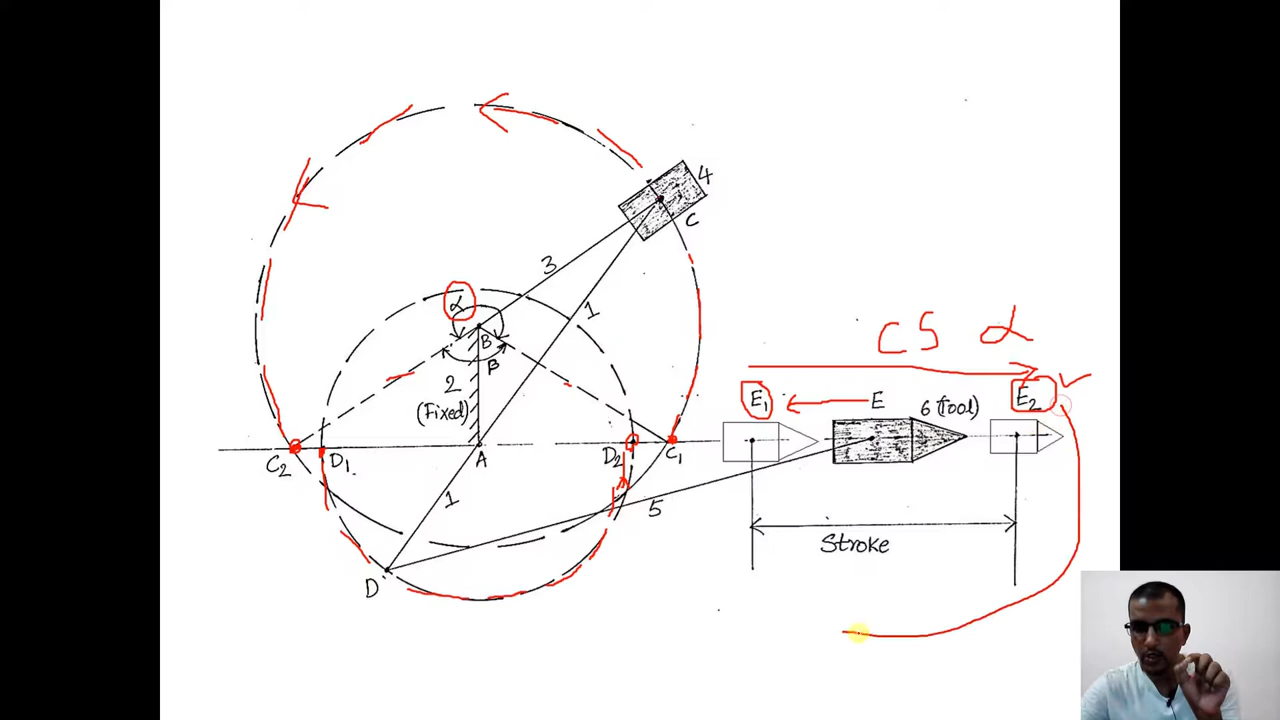 4
C
3
1
α
B
β
2
(Fixed)
CS α
E1
E
6 (Tool)
E2
C2
D1
A
D2
C1
1
5
Stroke
D